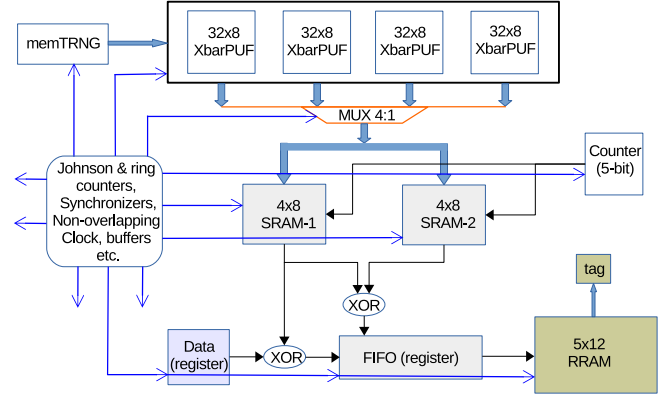 memTRNG
32x8
XbarPUF
32x8
XbarPUF
32x8
XbarPUF
32x8
XbarPUF
MUX 4:1
Johnson & ring
counters,
Synchronizers,
Non-overlapping
Clock, buffers
etc.
Counter
(5-bit)
4x8
SRAM-1
4x8
SRAM-2
XOR
tag
Data
(register)
XOR
FIFO (register)
5x12
RRAM